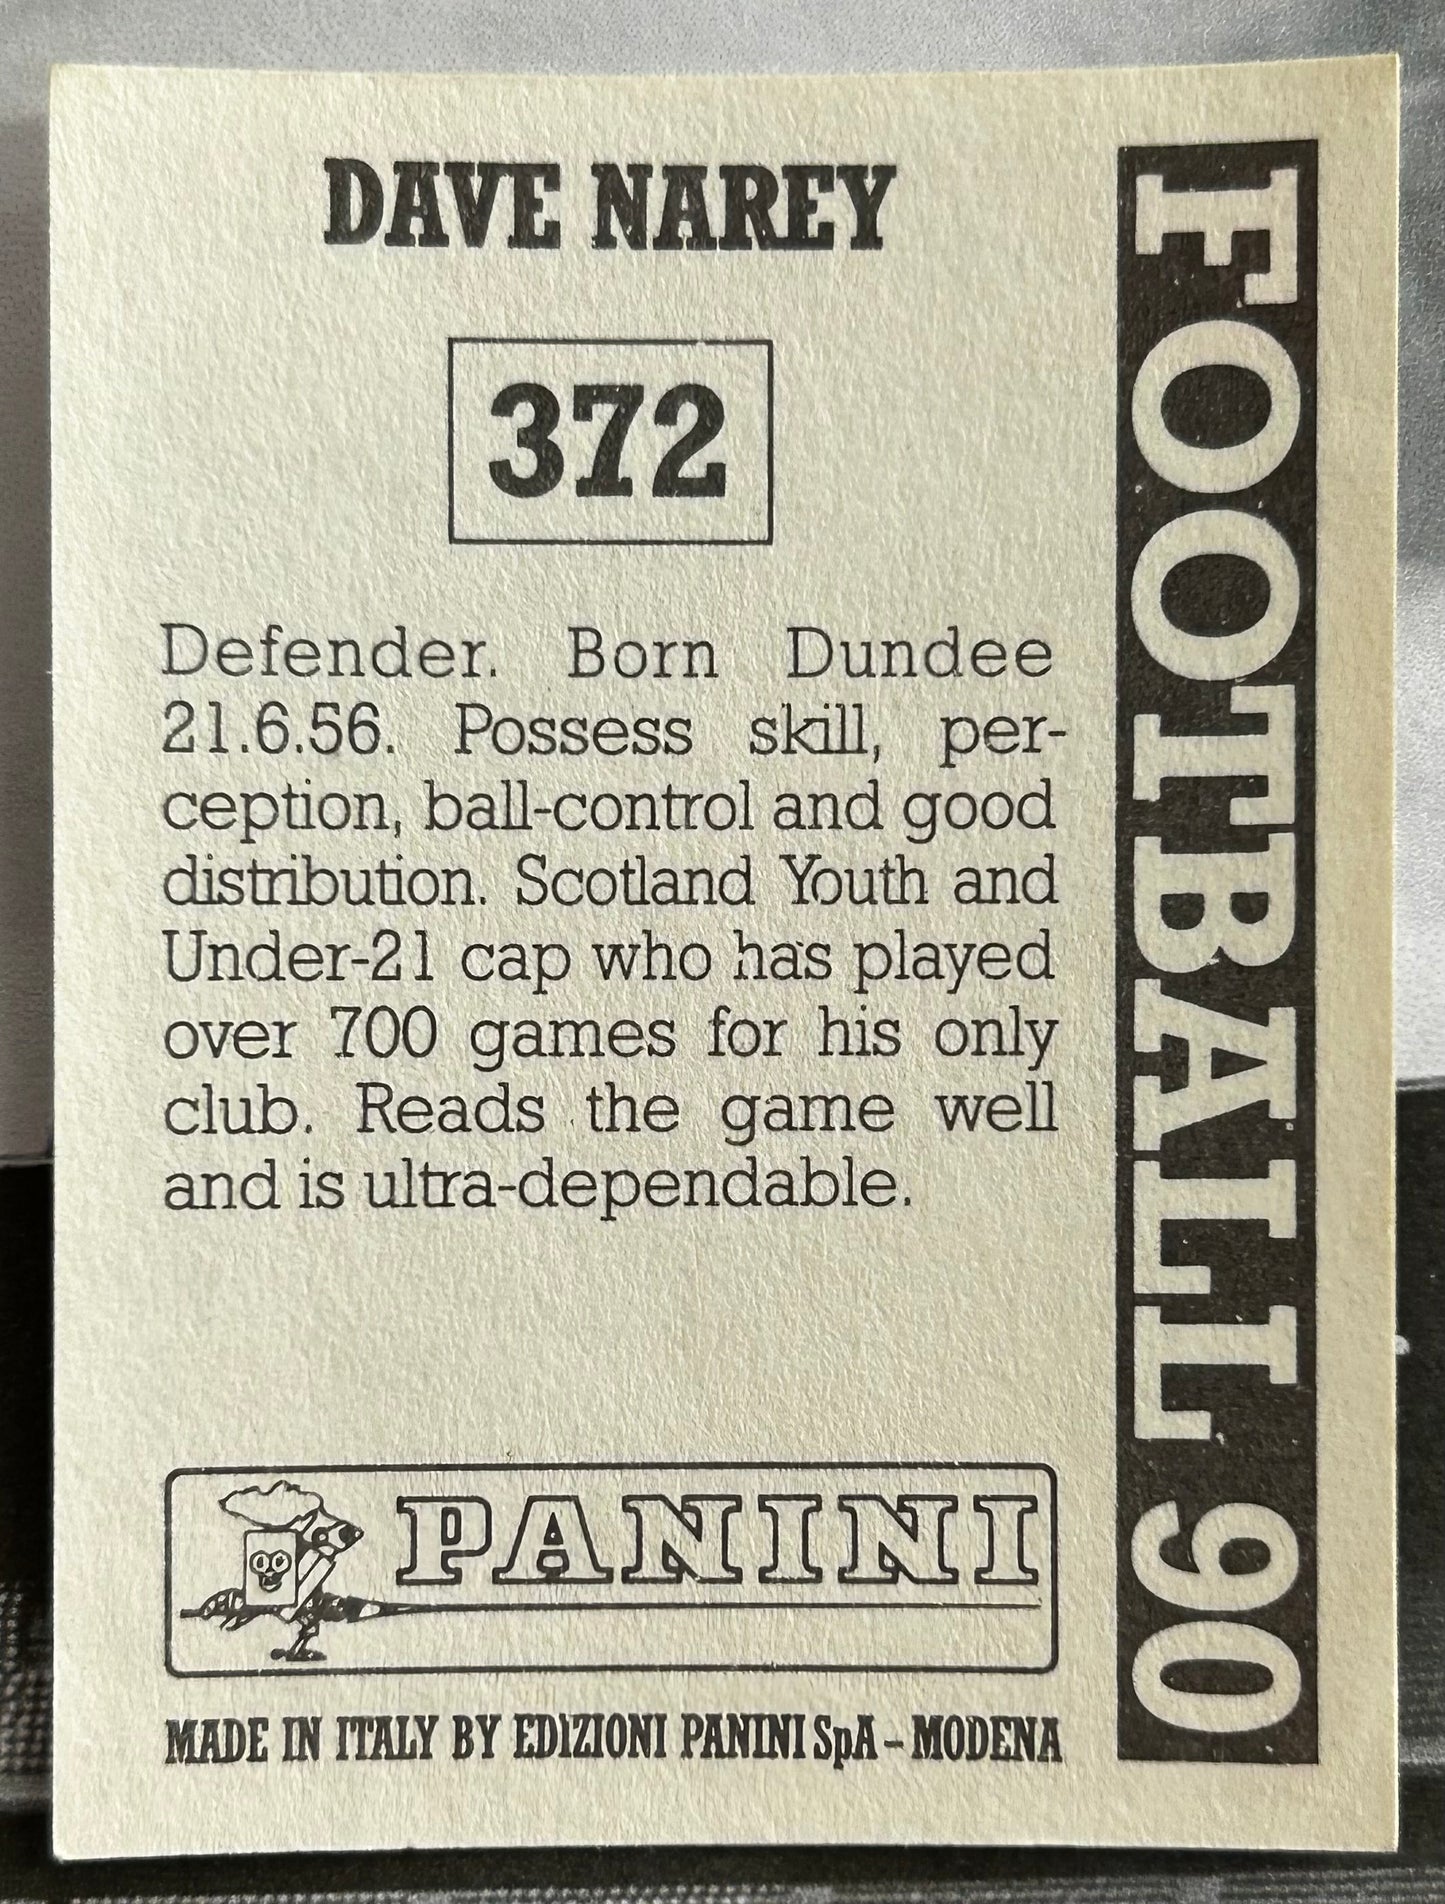 DAVE NAREY
372
Defender. Born Dundee
21.6.56. Possess skill, per-
ception, ball-control and good
distribution. Scotland Youth and
Under-21 cap who has played
over 700 games for his only
club. Reads the game well
and is ultra-dependable.
PANINI
MADE IN ITALY BY EDIZIONI PANINI SpA - MODENA
FOOTBALL 90